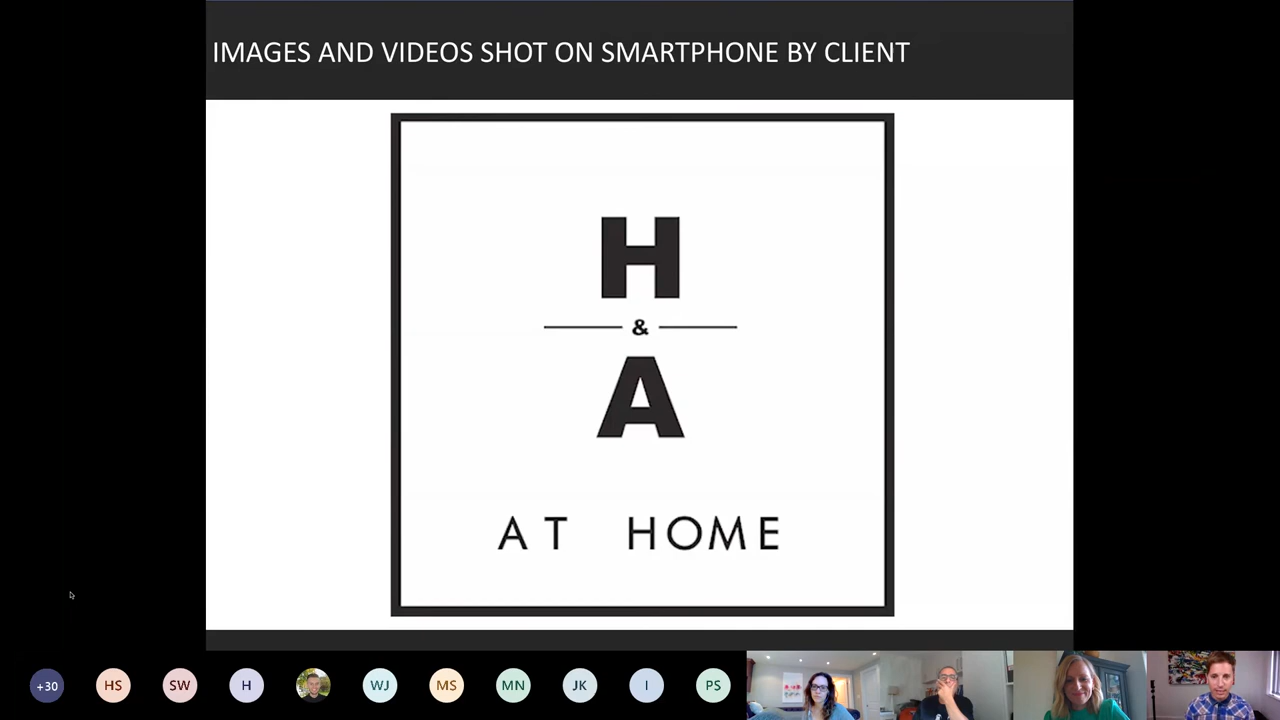 IMAGES AND VIDEOS SHOT ON SMARTPHONE BY CLIENT
H
&
A
AT HOME
+30 HS SW H WJ MS MN JK I PS